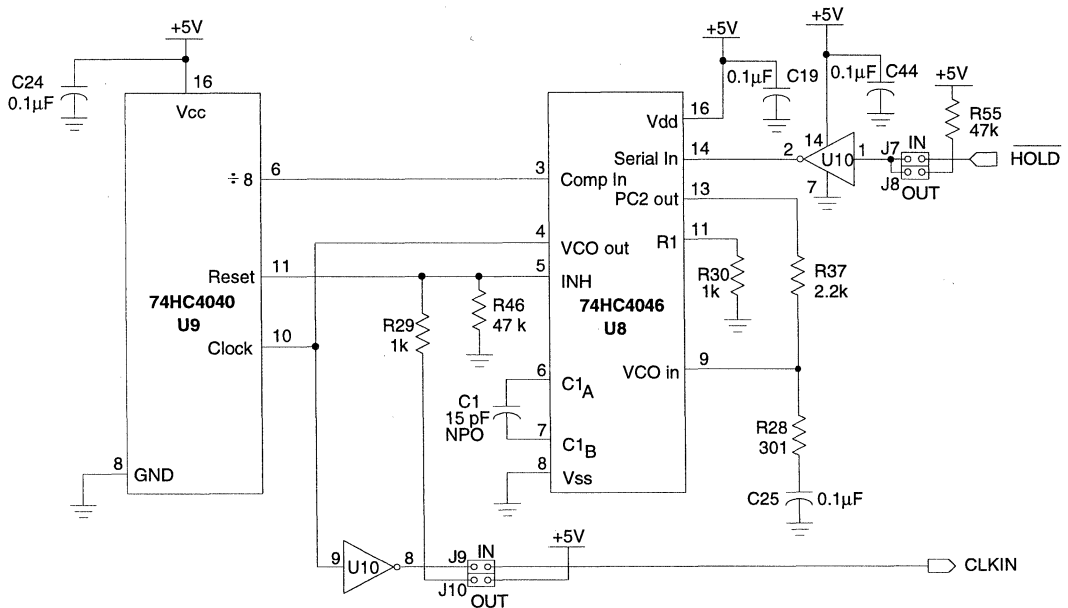 +5V
+5V
+5V
+5V
C24
0.1µF
16
Vcc
0.1µF
C19
0.1µF
C44
R55
47k
16
Vdd
14
Serial In
2
14
U10
1
7
J7
IN
J8
OUT
HOLD
÷ 8
6
3
Comp In
13
PC2 out
4
VCO out
11
R1
Reset
11
5
INH
R30
1k
R37
2.2k
74HC4040
U9
R29
1k
R46
47 k
74HC4046
U8
Clock
10
9
VCO in
6
C1A
C1
15 pF
NPO
7
C1B
R28
301
8
GND
8
Vss
C25
0.1µF
+5V
9
U10
8
J9
IN
J10
OUT
CLKIN